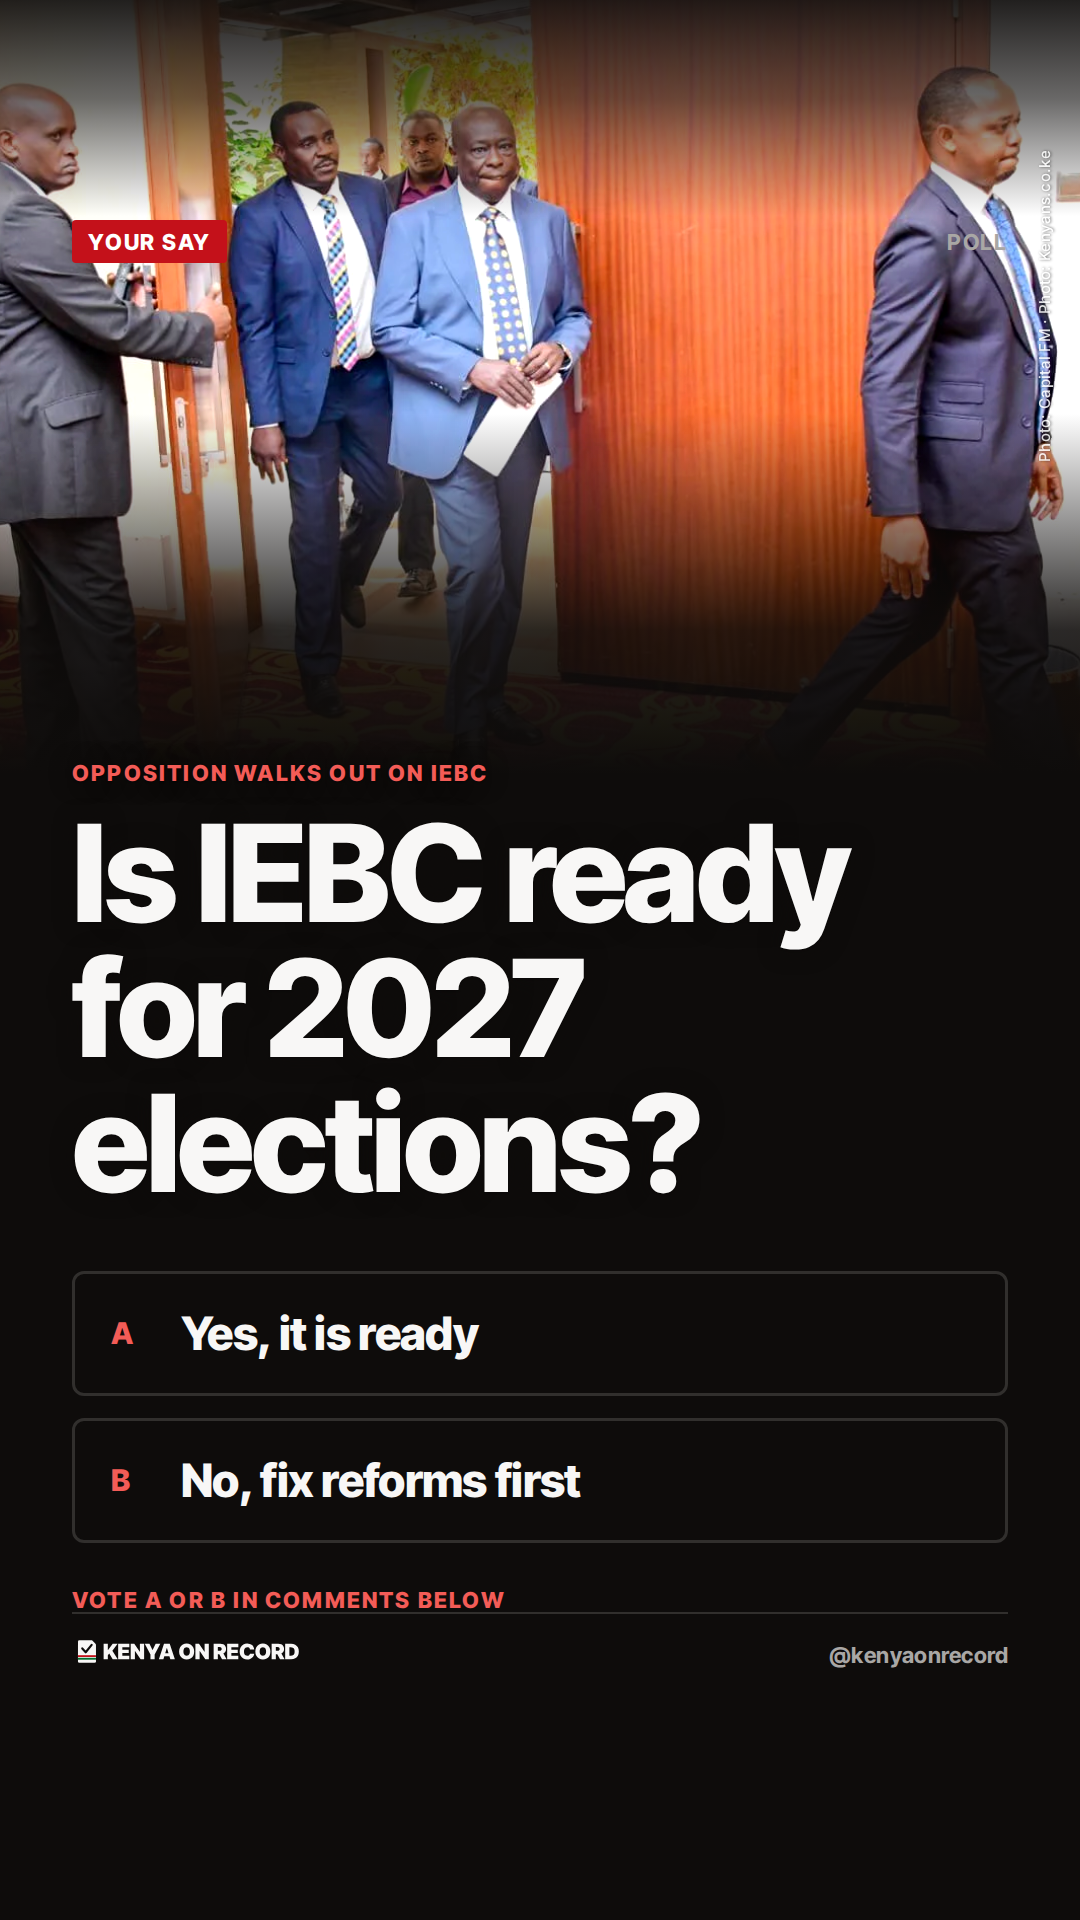 YOUR SAY
POLL
Photo: Capital FM · Photo: Kenyans.co.ke
OPPOSITION WALKS OUT ON IEBC
Is IEBC ready
for 2027
elections?
A Yes, it is ready
B No, fix reforms first
VOTE A OR B IN COMMENTS BELOW
KENYA ON RECORD
@kenyaonrecord